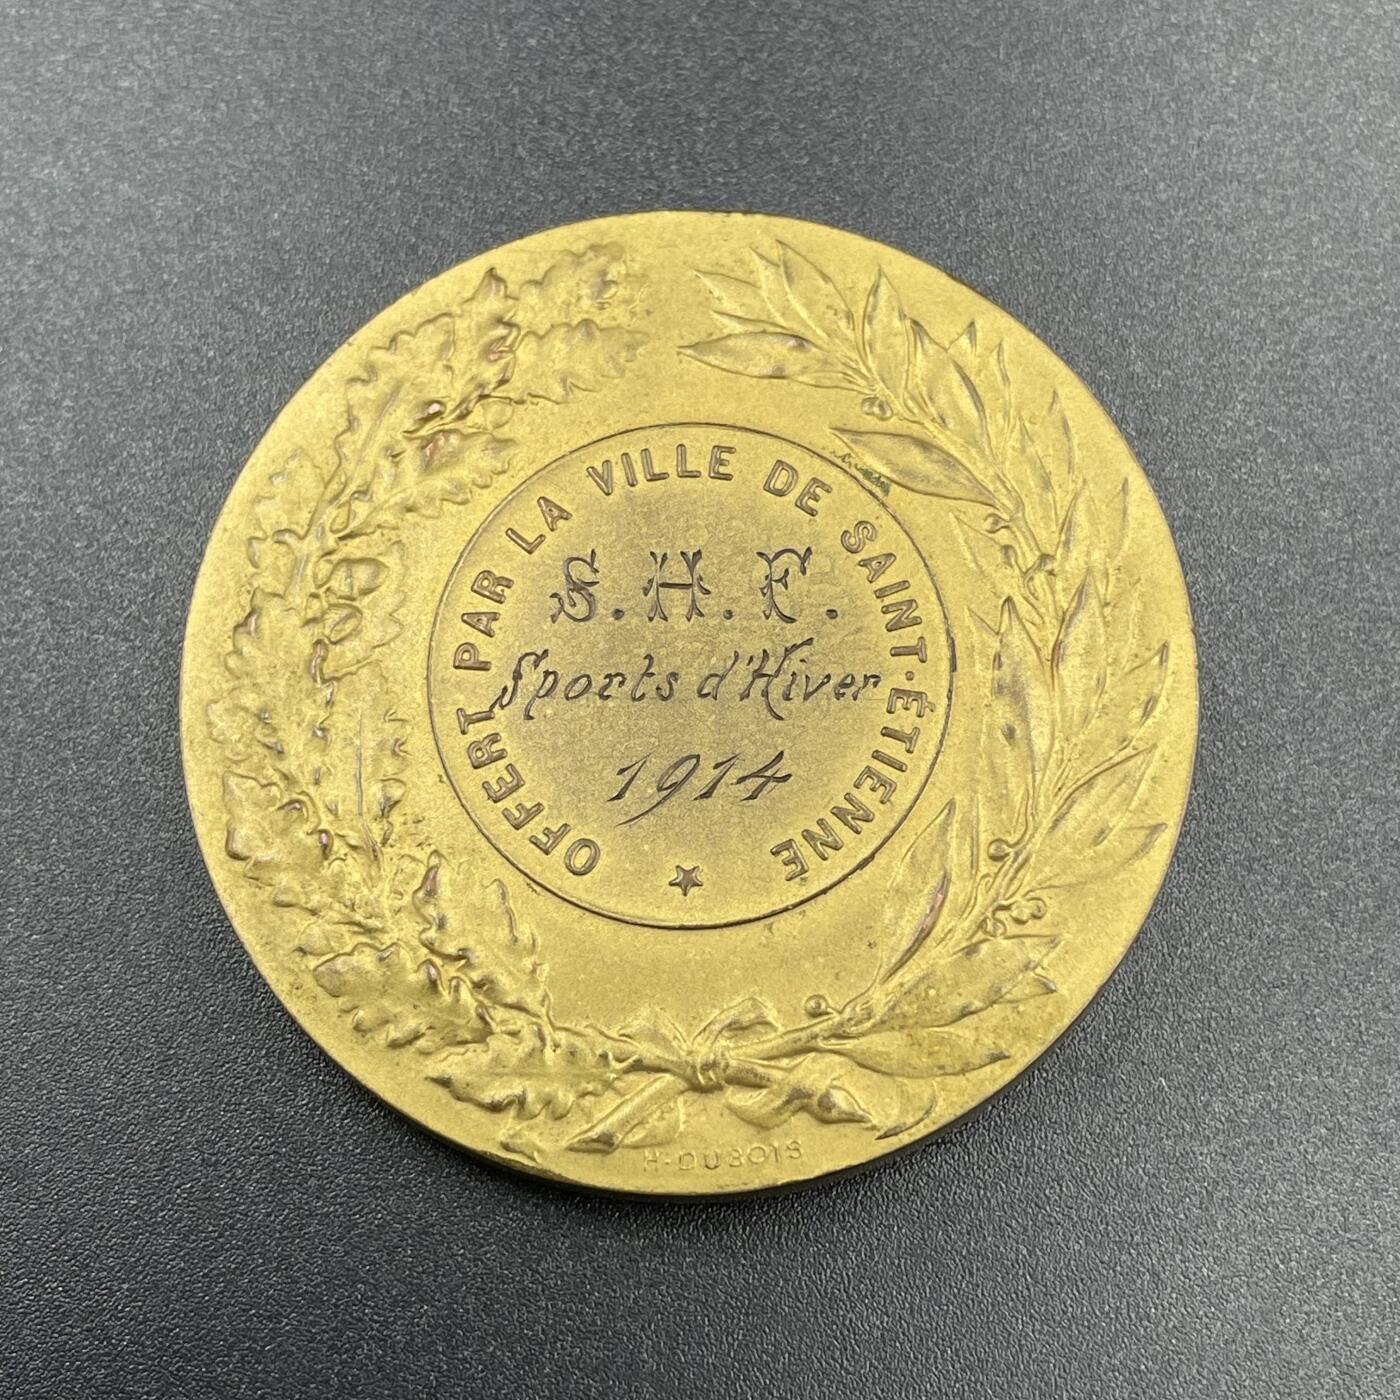 OFFERT PAR LA VILLE DE SAINT-ÉTIENNE
S.H.F.
Sports d'Hiver
1914
H·DUBOIS